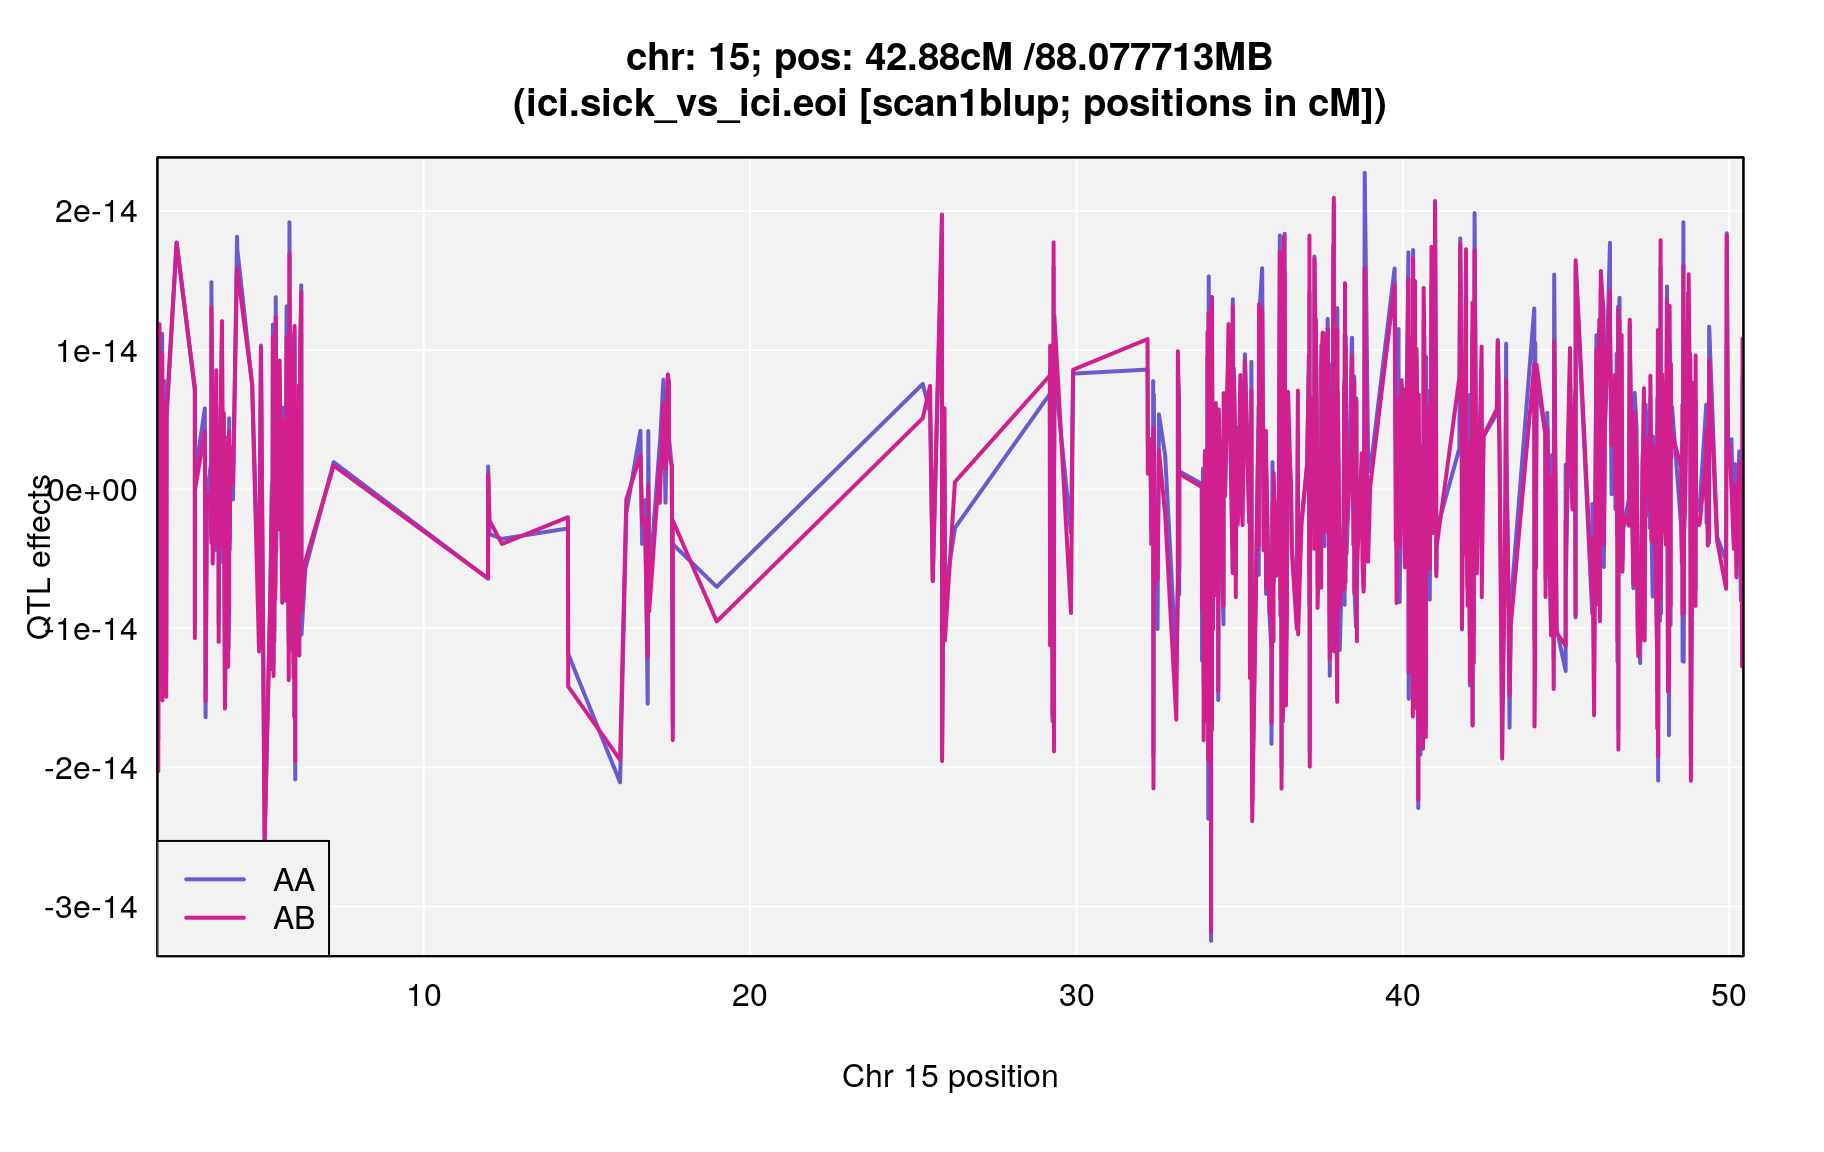 chr: 15; pos: 42.88cM /88.077713MB
(ici.sick_vs_ici.eoi [scan1blup; positions in cM])
QTL effects
2e-14
1e-14
0e+00
-1e-14
-2e-14
-3e-14
AA
AB
10 20 30 40 50
Chr 15 position